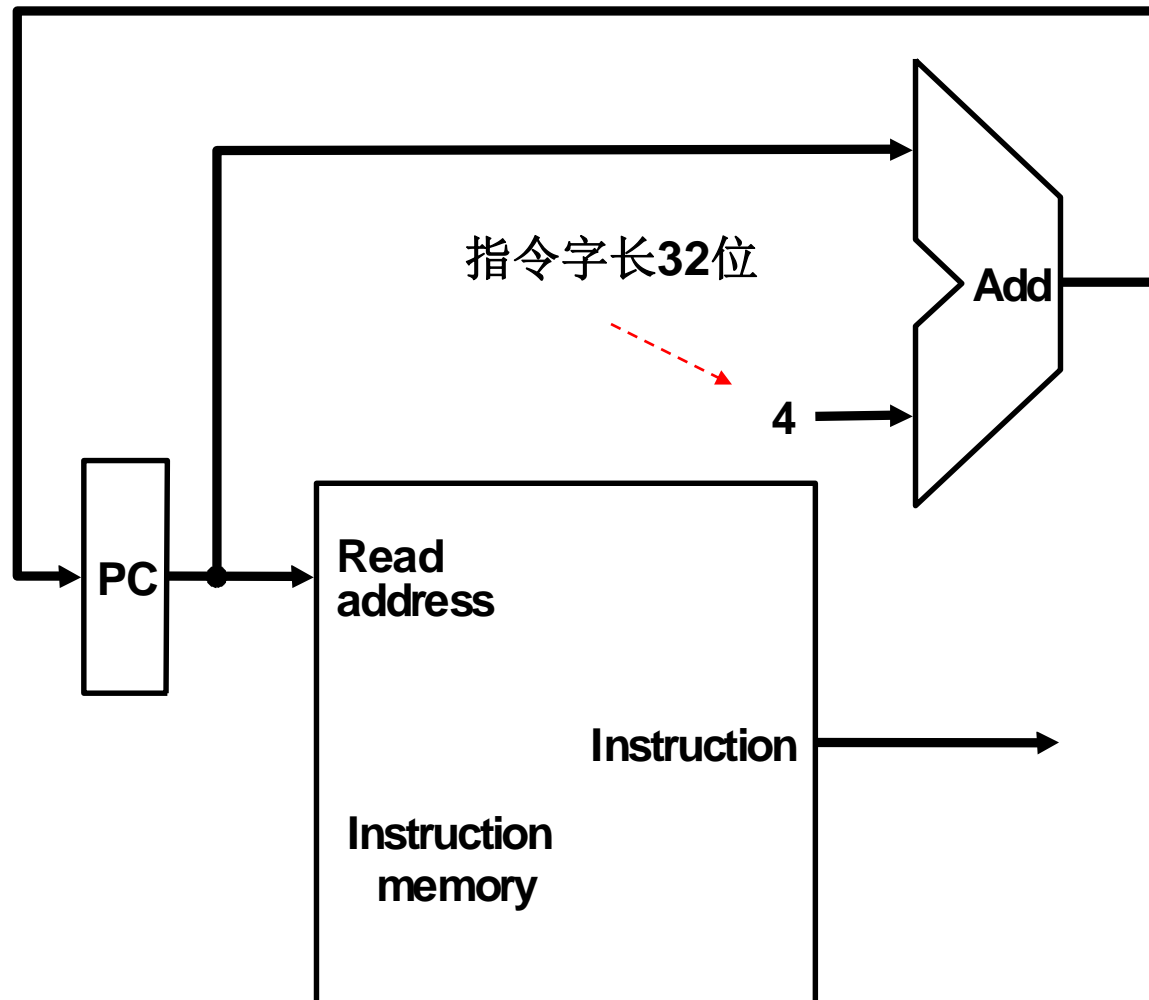 指令字长32位
Add
4
PC
Read
address
Instruction
Instruction
memory